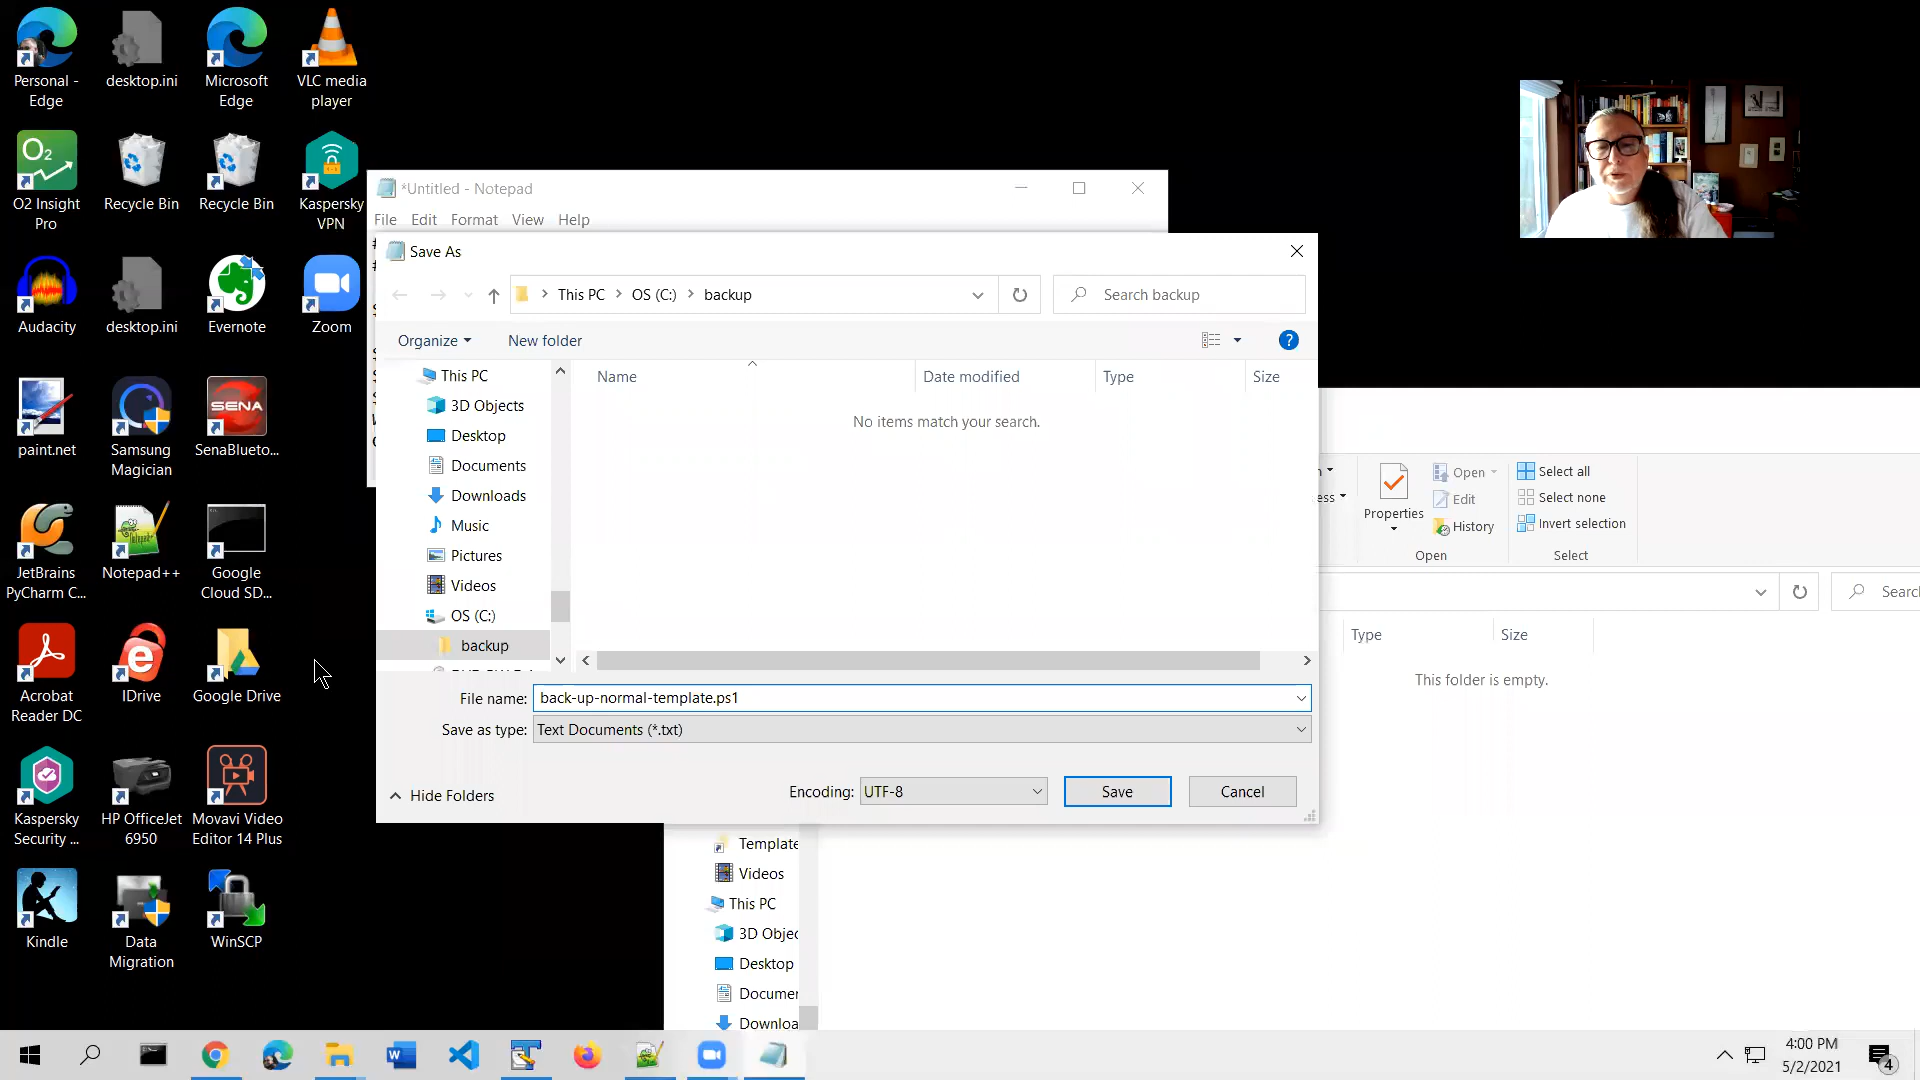 Personal -
Edge
desktop.ini
Microsoft
Edge
VLC media
player
O2
O2 Insight
Pro
Recycle Bin
Recycle Bin
Kaspersky
VPN
Audacity
desktop.ini
Evernote
Zoom
paint.net
Samsung
Magician
SENA
SenaBlueto...
JetBrains
PyCharm C...
Notepad++
Google
Cloud SD...
Acrobat
Reader DC
IDrive
Google Drive
Kaspersky
Security ...
HP OfficeJet
6950
Movavi Video
Editor 14 Plus
Kindle
Data
Migration
WinSCP
*Untitled - Notepad
File Edit Format View Help
Save As
This PC > OS (C:) > backup
Search backup
Organize
New folder
This PC
3D Objects
Desktop
Documents
Downloads
Music
Pictures
Videos
OS (C:)
backup
Name
Date modified
Type
Size
No items match your search.
File name: back-up-normal-template.ps1
Save as type: Text Documents (*.txt)
Hide Folders
Encoding: UTF-8
Save
Cancel
Properties
Open
Edit
History
Open
Select all
Select none
Invert selection
Select
Type
Size
This folder is empty.
Template
Videos
This PC
3D Objec
Desktop
Documer
Downloa
4:00 PM
5/2/2021
4